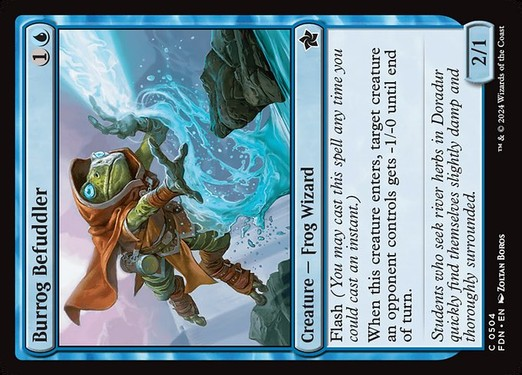 Burrog Befuddler
1
Creature — Frog Wizard
Flash (You may cast this spell any time you
could cast an instant.)
When this creature enters, target creature
an opponent controls gets -1/-0 until end
of turn.
Students who seek river herbs in Doradur
quickly find themselves slightly damp and
thoroughly surrounded.
2/1
C 0504
FDN • EN Zoltan Boros
™ & © 2024 Wizards of the Coast